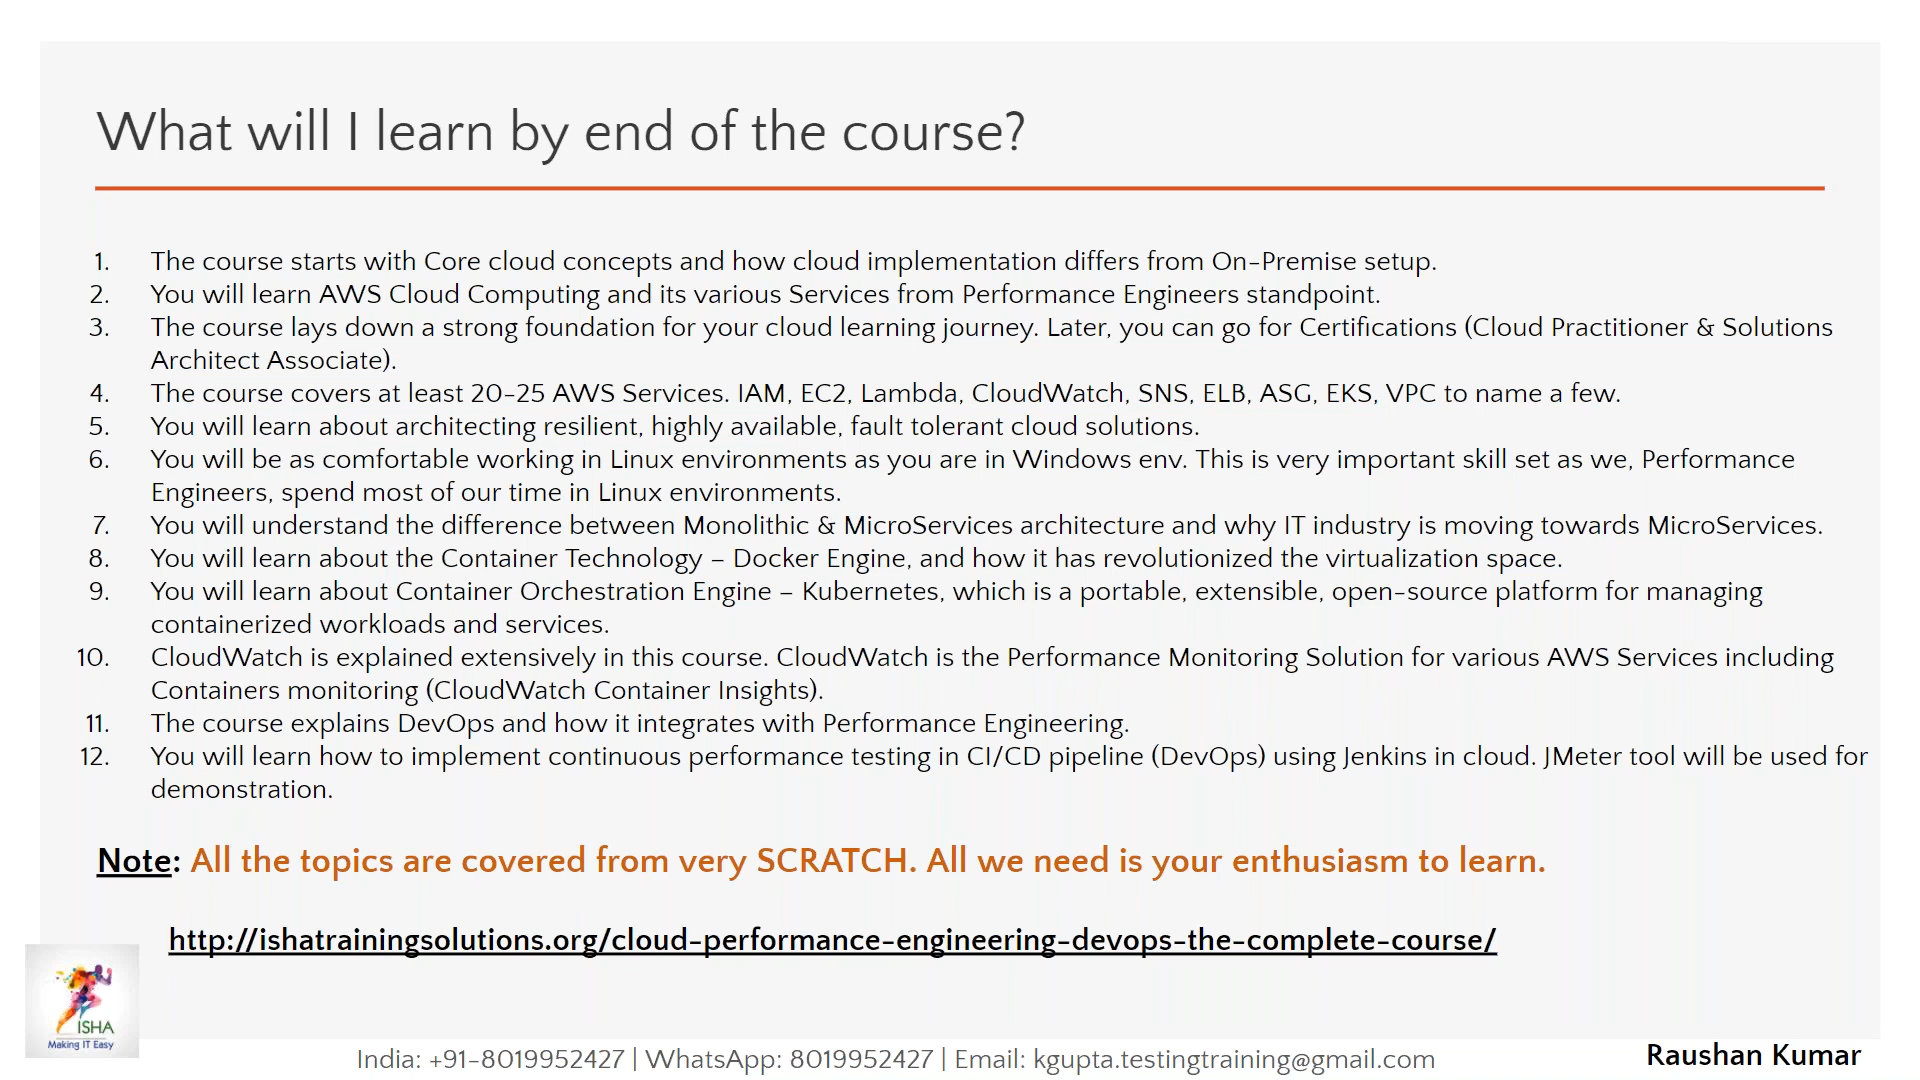 What will I learn by end of the course?
1. The course starts with Core cloud concepts and how cloud implementation differs from On-Premise setup.
2. You will learn AWS Cloud Computing and its various Services from Performance Engineers standpoint.
3. The course lays down a strong foundation for your cloud learning journey. Later, you can go for Certifications (Cloud Practitioner & Solutions
Architect Associate).
4. The course covers at least 20-25 AWS Services. IAM, EC2, Lambda, CloudWatch, SNS, ELB, ASG, EKS, VPC to name a few.
5. You will learn about architecting resilient, highly available, fault tolerant cloud solutions.
6. You will be as comfortable working in Linux environments as you are in Windows env. This is very important skill set as we, Performance
Engineers, spend most of our time in Linux environments.
7. You will understand the difference between Monolithic & MicroServices architecture and why IT industry is moving towards MicroServices.
8. You will learn about the Container Technology – Docker Engine, and how it has revolutionized the virtualization space.
9. You will learn about Container Orchestration Engine – Kubernetes, which is a portable, extensible, open-source platform for managing
containerized workloads and services.
10. CloudWatch is explained extensively in this course. CloudWatch is the Performance Monitoring Solution for various AWS Services including
Containers monitoring (CloudWatch Container Insights).
11. The course explains DevOps and how it integrates with Performance Engineering.
12. You will learn how to implement continuous performance testing in CI/CD pipeline (DevOps) using Jenkins in cloud. JMeter tool will be used for
demonstration.
Note: All the topics are covered from very SCRATCH. All we need is your enthusiasm to learn.
http://ishatrainingsolutions.org/cloud-performance-engineering-devops-the-complete-course/
ISHA
Making IT Easy
India: +91-8019952427 | WhatsApp: 8019952427 | Email: kgupta.testingtraining@gmail.com
Raushan Kumar